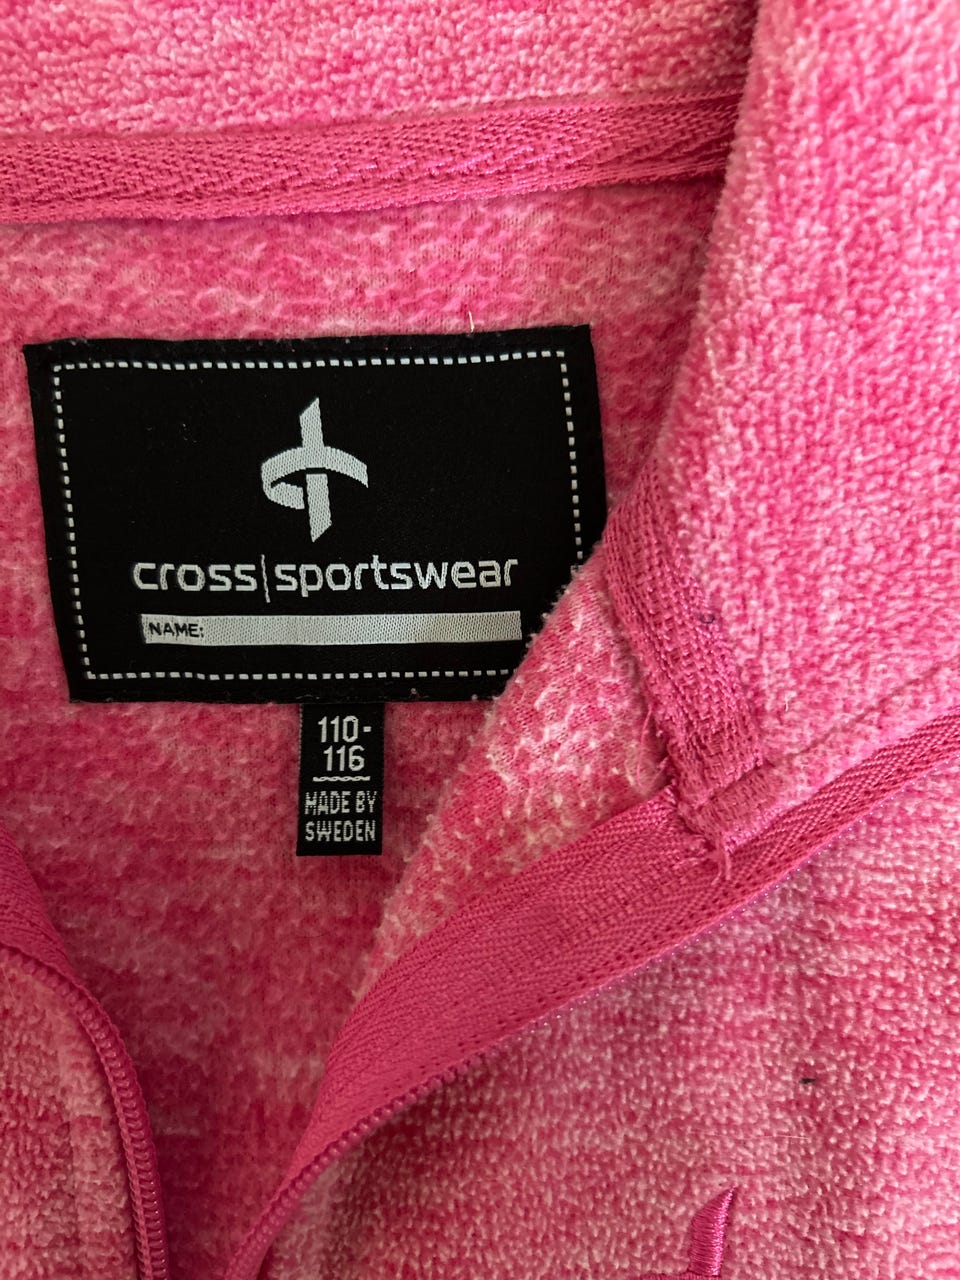 cross|sportswear
NAME:
110-
116
MADE BY
SWEDEN